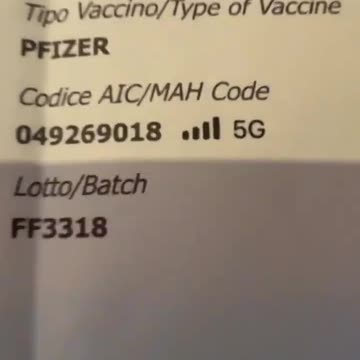 Tipo Vaccino/Type of Vaccine
PFIZER
Codice AIC/MAH Code
049269018 5G
Lotto/Batch
FF3318